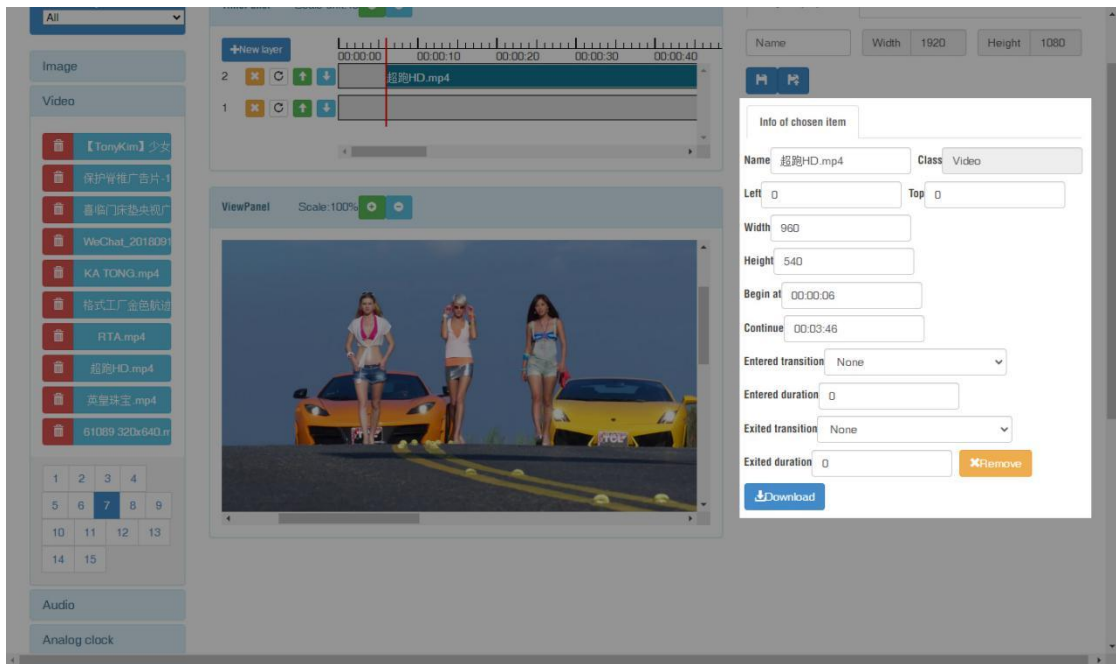 All
Image
Video
【TonyKim】少女
保护脊椎广告片-1
喜临门床垫央视广
WeChat_2018091
KA TONG.mp4
格式工厂金色航道
RTA.mp4
超跑HD.mp4
英皇珠宝.mp4
61089 320x640.m
1 2 3 4
5 6 7 8 9
10 11 12 13
14 15
Audio
Analog clock
New layer
00:00:00 00:00:10 00:00:20 00:00:30 00:00:40
2 超跑HD.mp4
1
ViewPanel Scale:100%
TCL
Name Width 1920 Height 1080
Info of chosen item
Name 超跑HD.mp4 Class Video
Left 0 Top 0
Width 960
Height 540
Begin at 00:00:06
Continue 00:03:46
Entered transition None
Entered duration 0
Exited transition None
Exited duration 0 Remove
Download